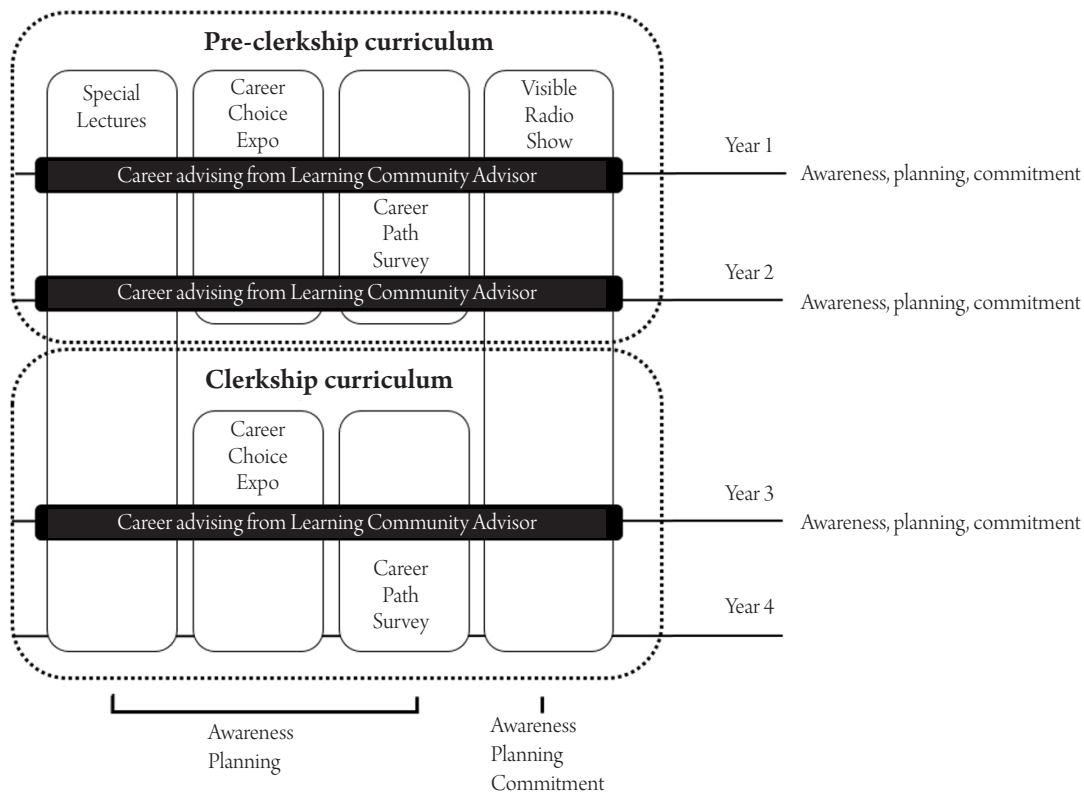 Pre-clerkship curriculum
Special
Lectures
Career
Choice
Expo
Visible
Radio
Show
Year 1
Career advising from Learning Community Advisor
Awareness, planning, commitment
Career
Path
Survey
Year 2
Career advising from Learning Community Advisor
Awareness, planning, commitment
Clerkship curriculum
Career
Choice
Expo
Year 3
Career advising from Learning Community Advisor
Awareness, planning, commitment
Career
Path
Survey
Year 4
Awareness
Planning
Awareness
Planning
Commitment